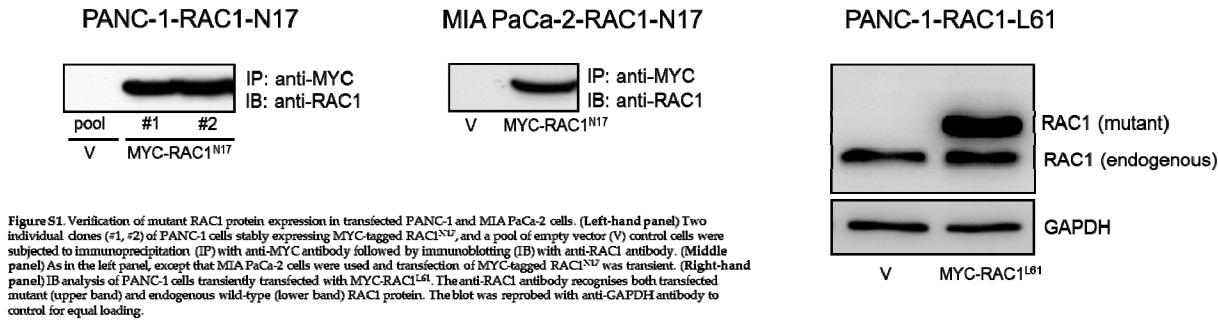 PANC-1-RAC1-N17
IP: anti-MYC
IB: anti-RAC1
pool #1 #2
V MYC-RAC1N17
MIA PaCa-2-RAC1-N17
IP: anti-MYC
IB: anti-RAC1
V MYC-RAC1N17
PANC-1-RAC1-L61
RAC1 (mutant)
RAC1 (endogenous)
GAPDH
V MYC-RAC1L61
Figure S1. Verification of mutant RAC1 protein expression in transfected PANC-1 and MIA PaCa-2 cells. (Left-hand panel) Two
individual clones (#1, #2) of PANC-1 cells stably expressing MYC-tagged RAC1N17, and a pool of empty vector (V) control cells were
subjected to immunoprecipitation (IP) with anti-MYC antibody followed by immunoblotting (IB) with anti-RAC1 antibody. (Middle
panel) As in the left panel, except that MIA PaCa-2 cells were used and transfection of MYC-tagged RAC1N17 was transient. (Right-hand
panel) IB analysis of PANC-1 cells transiently transfected with MYC-RAC1L61. The anti-RAC1 antibody recognises both transfected
mutant (upper band) and endogenous wild-type (lower band) RAC1 protein. The blot was reprobed with anti-GAPDH antibody to
control for equal loading.